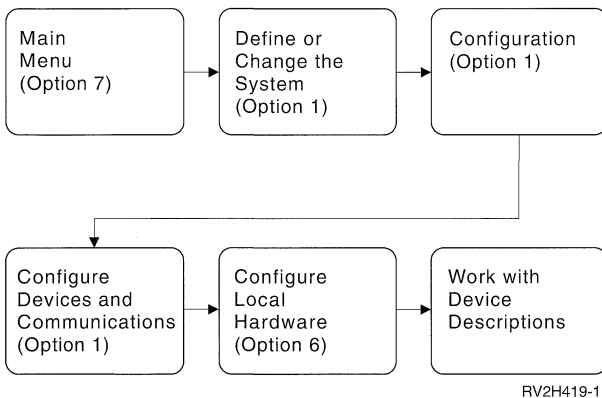 Main
Menu
(Option 7)
Define or
Change the
System
(Option 1)
Configuration
(Option 1)
Configure
Devices and
Communications
(Option 1)
Configure
Local
Hardware
(Option 6)
Work with
Device
Descriptions
RV2H419-1